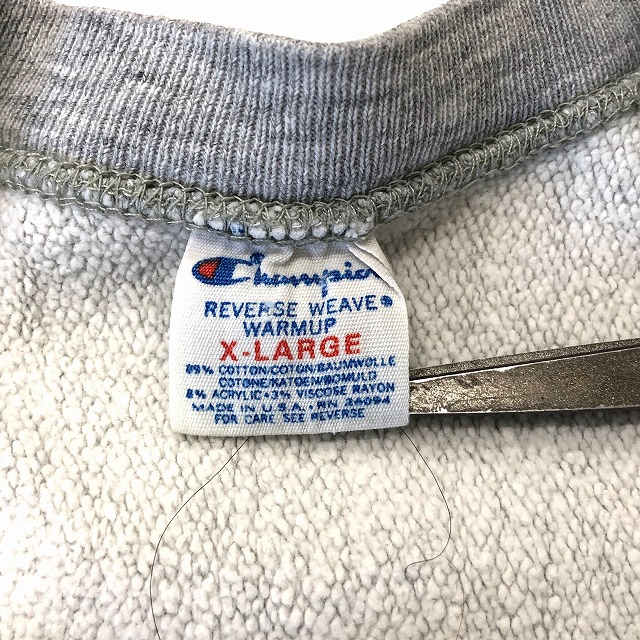 Champion
REVERSE WEAVE®
WARMUP
X-LARGE
89% COTTON/COTON/BAUMWOLLE
COTONE/KATOEN/BOMULD
8% ACRYLIC • 3% VISCOSE RAYON
MADE IN U.S.A.
FOR CARE SEE REVERSE